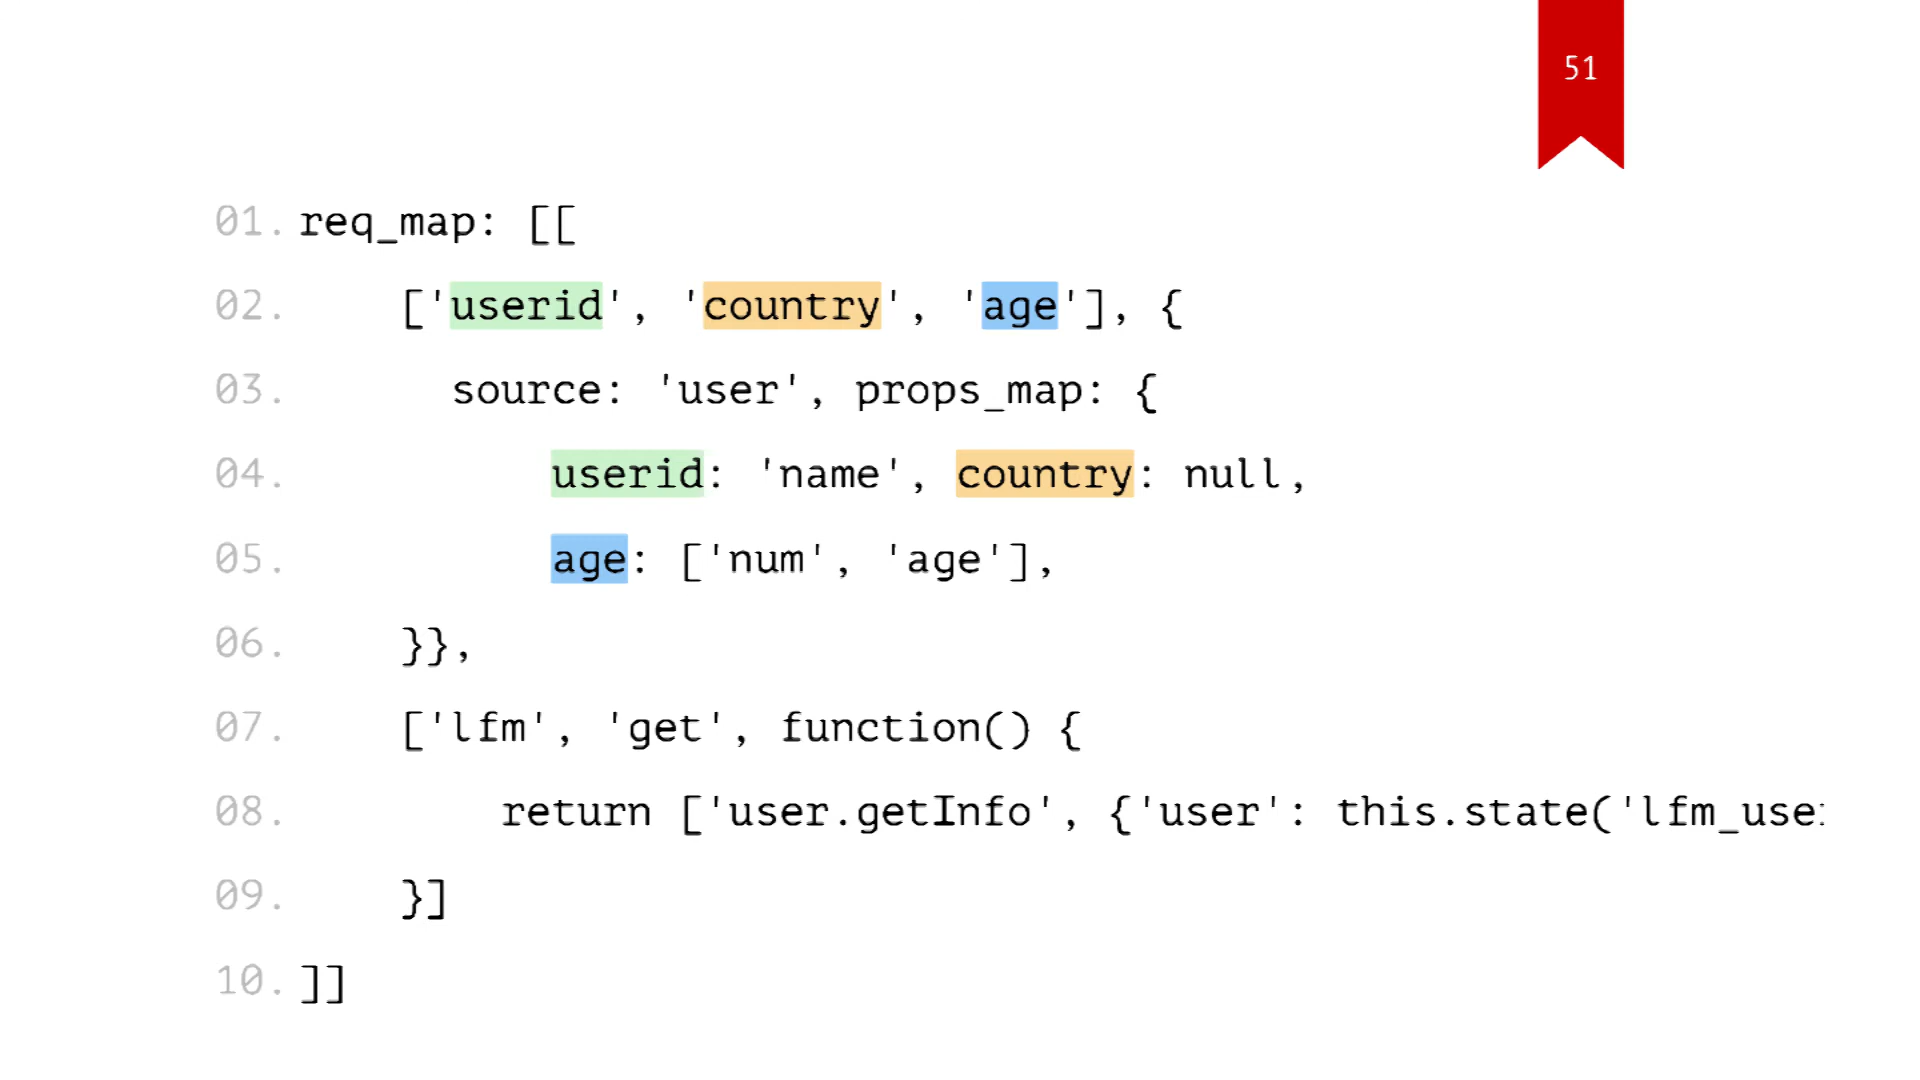 51
01. req_map: [[
02. ['userid', 'country', 'age'], {
03. source: 'user', props_map: {
04. userid: 'name', country: null,
05. age: ['num', 'age'],
06. }},
07. ['lfm', 'get', function() {
08. return ['user.getInfo', {'user': this.state('lfm_use
09. }]
10. ]]